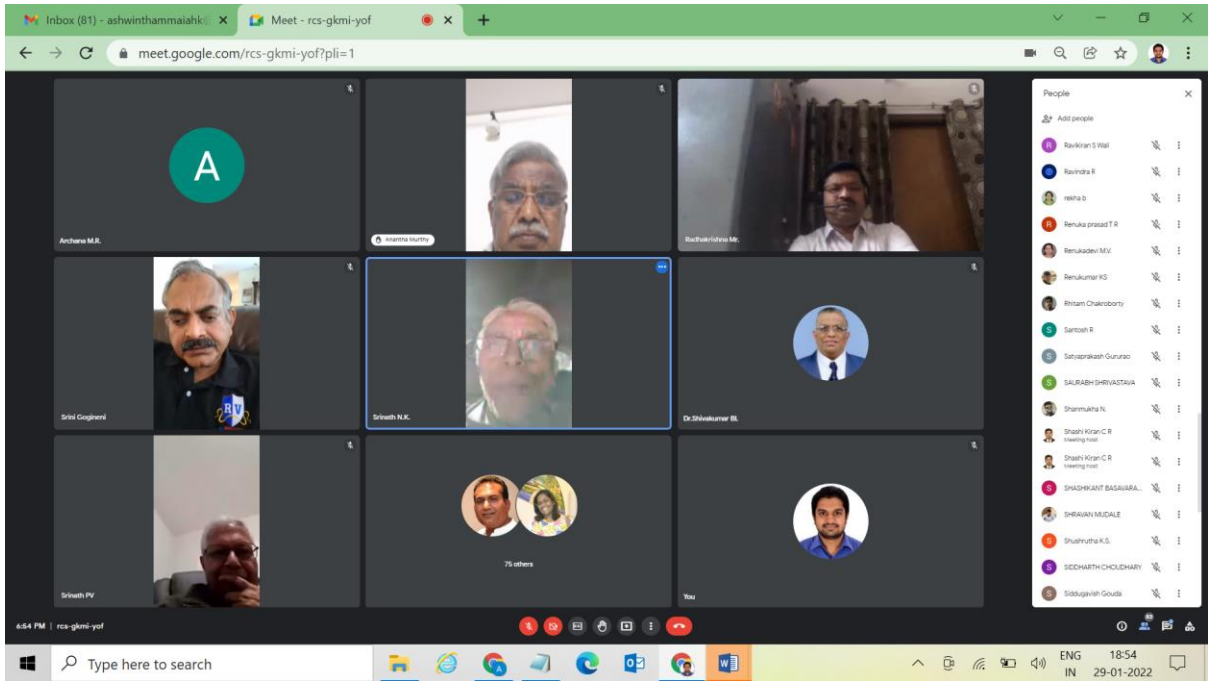 Inbox (81) - ashwinthammaiahk
Meet - rcs-gkmi-yof
meet.google.com/rcs-gkmi-yof?pli=1
A
Archana M.R.
Anantha Murthy
Radhakrishna Mr.
Srini Gogineni
RV
Srinath N.K.
Dr.Shivakumar BL
Srinath PV
75 others
You
People
Add people
R Ravikiran S Wali
Ravindra R
rekha b
R Renuka prasad T R
Renukadevi M.V.
Renukumar KS
Rhitam Chakroborty
S Santosh R
S Satyaprakash Gururao
S SAURABH SHRIVASTAVA
Shanmukha N.
Shashi Kiran C R
Meeting host
Shashi Kiran C R
Meeting host
S SHASHIKANT BASAVARA...
SHRAVAN MUDALE
S Shushrutha K.S.
S SIDDHARTH CHOUDHARY
S Siddugavish Gouda
6:54 PM | rcs-gkmi-yof
Type here to search
ENG
IN
18:54
29-01-2022